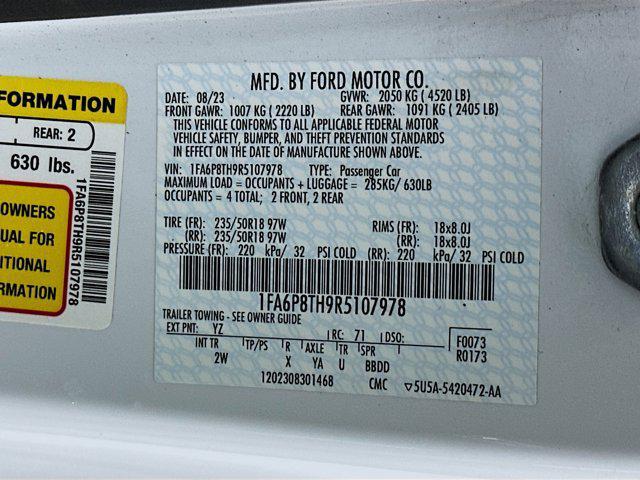 FORMATION
REAR: 2
630 lbs.
OWNERS
UAL FOR
ITIONAL
FORMATION
1FA6P8TH9R5107978
MFD. BY FORD MOTOR CO.
DATE: 08/23 GVWR: 2050 KG ( 4520 LB)
FRONT GAWR: 1007 KG ( 2220 LB) REAR GAWR: 1091 KG ( 2405 LB)
THIS VEHICLE CONFORMS TO ALL APPLICABLE FEDERAL MOTOR
VEHICLE SAFETY, BUMPER, AND THEFT PREVENTION STANDARDS
IN EFFECT ON THE DATE OF MANUFACTURE SHOWN ABOVE.
VIN: 1FA6P8TH9R5107978 TYPE: Passenger Car
MAXIMUM LOAD = OCCUPANTS + LUGGAGE = 285KG/ 630LB
OCCUPANTS = 4 TOTAL; 2 FRONT, 2 REAR
TIRE (FR): 235/50R18 97W RIMS (FR): 18x8.0J
(RR): 235/50R18 97W (RR): 18x8.0J
PRESSURE (FR): 220 kPa/ 32 PSI COLD (RR): 220 kPa/ 32 PSI COLD
1FA6P8TH9R5107978
TRAILER TOWING - SEE OWNER GUIDE
EXT PNT: YZ RC: 71 DSO: F0073
INT TR TP/PS R AXLE TR SPR R0173
2W X YA U BBDD
1202308301468 CMC 5U5A-5420472-AA